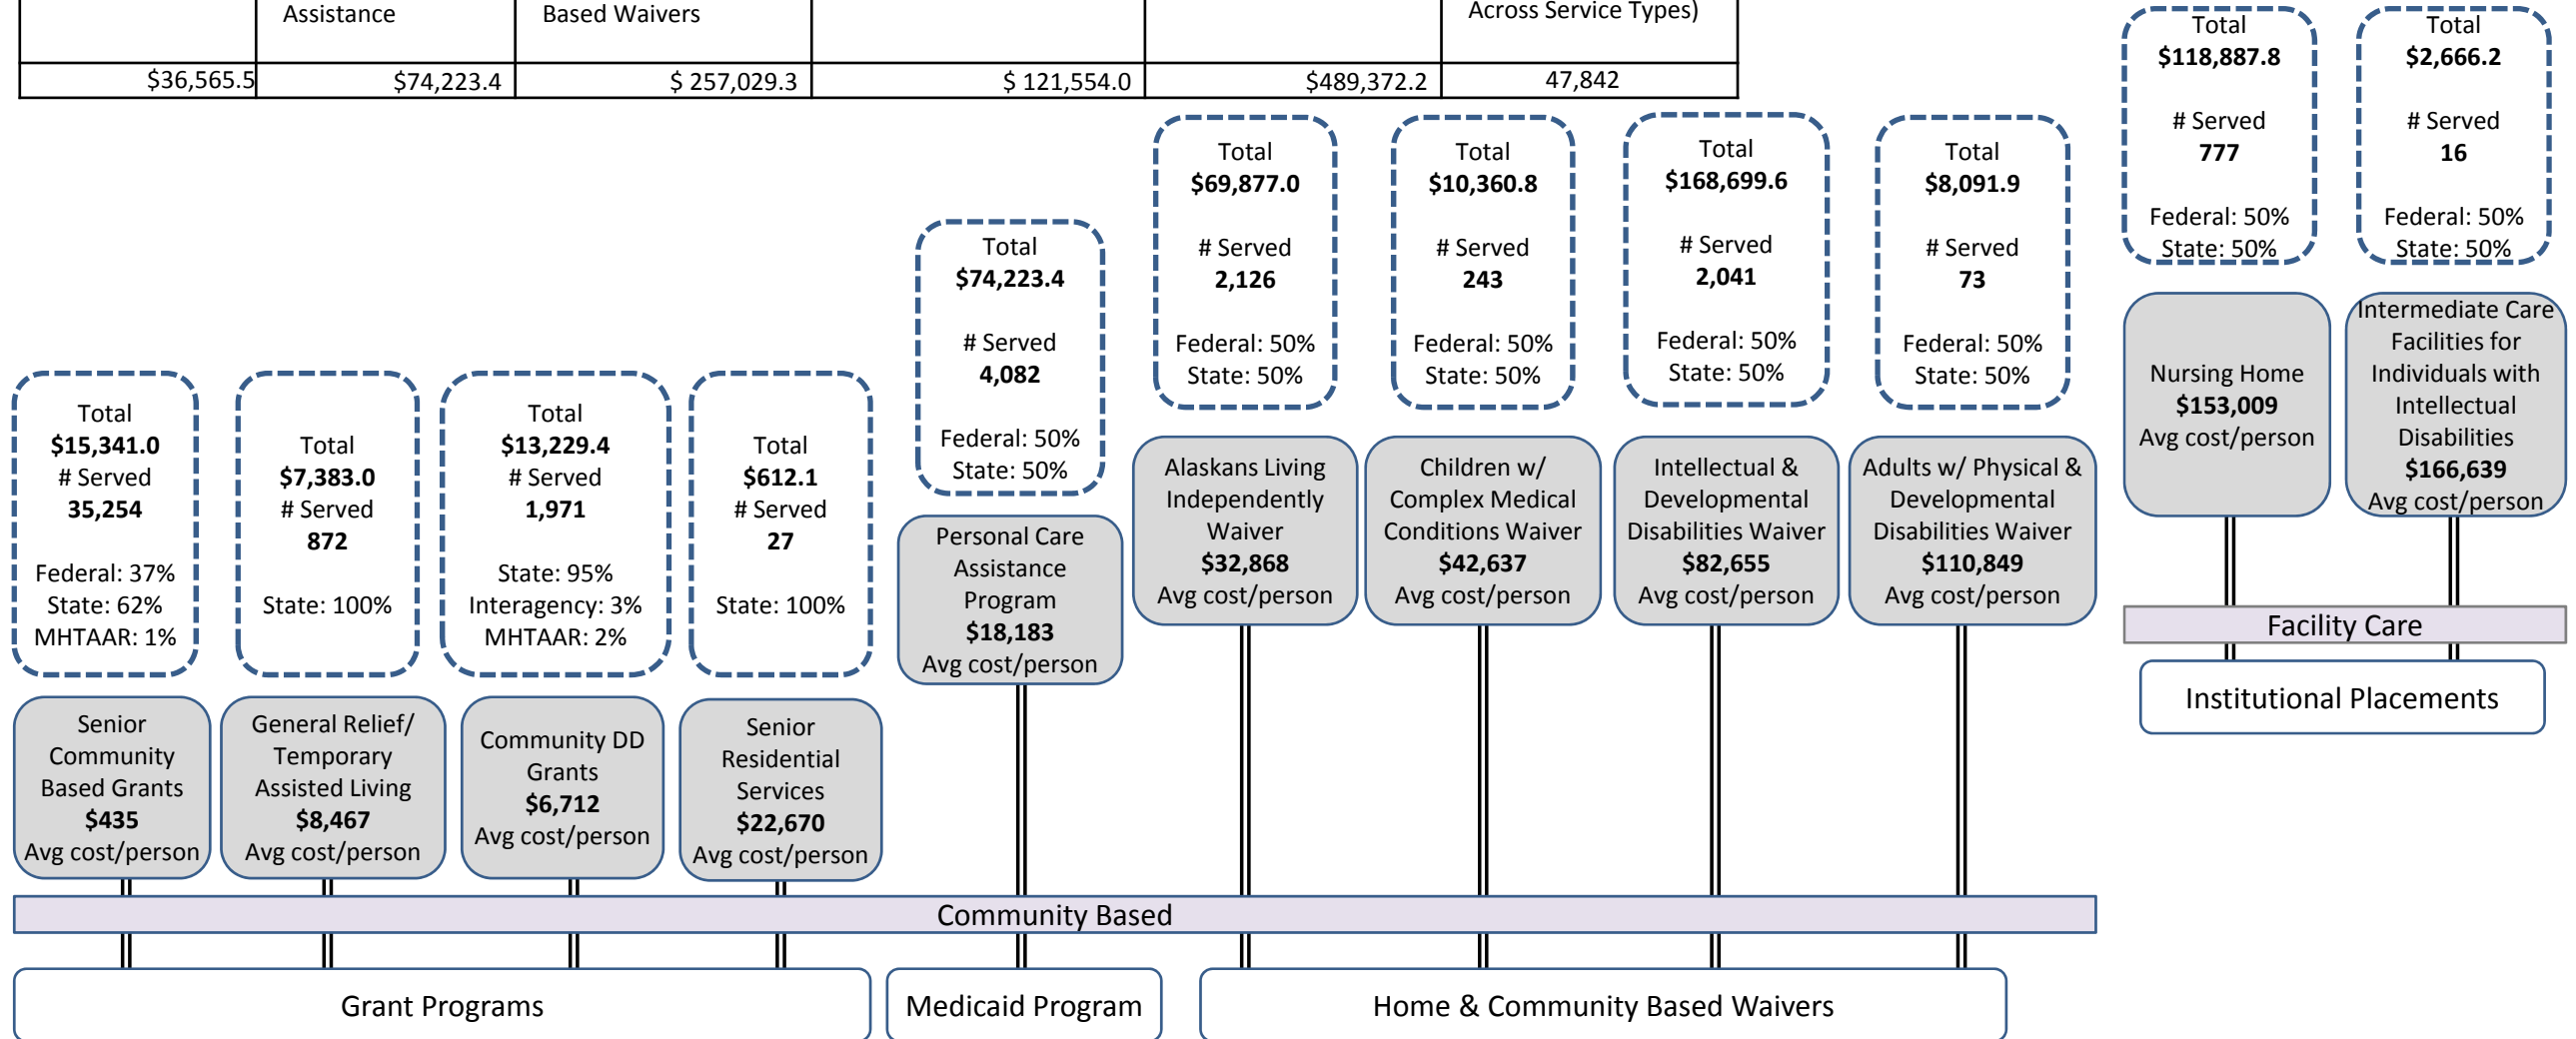 Assistance
Based Waivers
Across Service Types)
$36,565.5
$74,223.4
$ 257,029.3
$ 121,554.0
$489,372.2
47,842
Total
$15,341.0
# Served
35,254
Federal: 37%
State: 62%
MHTAAR: 1%
Senior
Community
Based Grants
$435
Avg cost/person
Total
$7,383.0
# Served
872
State: 100%
General Relief/
Temporary
Assisted Living
$8,467
Avg cost/person
Total
$13,229.4
# Served
1,971
State: 95%
Interagency: 3%
MHTAAR: 2%
Community DD
Grants
$6,712
Avg cost/person
Total
$612.1
# Served
27
State: 100%
Senior
Residential
Services
$22,670
Avg cost/person
Total
$74,223.4
# Served
4,082
Federal: 50%
State: 50%
Personal Care
Assistance
Program
$18,183
Avg cost/person
Total
$69,877.0
# Served
2,126
Federal: 50%
State: 50%
Alaskans Living
Independently
Waiver
$32,868
Avg cost/person
Total
$10,360.8
# Served
243
Federal: 50%
State: 50%
Children w/
Complex Medical
Conditions Waiver
$42,637
Avg cost/person
Total
$168,699.6
# Served
2,041
Federal: 50%
State: 50%
Intellectual &
Developmental
Disabilities Waiver
$82,655
Avg cost/person
Total
$8,091.9
# Served
73
Federal: 50%
State: 50%
Adults w/ Physical &
Developmental
Disabilities Waiver
$110,849
Avg cost/person
Total
$118,887.8
# Served
777
Federal: 50%
State: 50%
Nursing Home
$153,009
Avg cost/person
Total
$2,666.2
# Served
16
Federal: 50%
State: 50%
Intermediate Care
Facilities for
Individuals with
Intellectual
Disabilities
$166,639
Avg cost/person
Facility Care
Institutional Placements
Community Based
Grant Programs
Medicaid Program
Home & Community Based Waivers